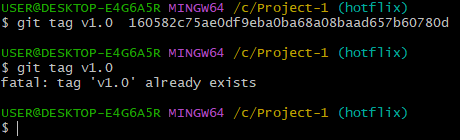 USER@DESKTOP-E4G6A5R MINGW64 /c/Project-1 (hotflix)
$ git tag v1.0  160582c75ae0df9eba0ba68a08baad657b60780d
USER@DESKTOP-E4G6A5R MINGW64 /c/Project-1 (hotflix)
$ git tag v1.0
fatal: tag 'v1.0' already exists
USER@DESKTOP-E4G6A5R MINGW64 /c/Project-1 (hotflix)
$